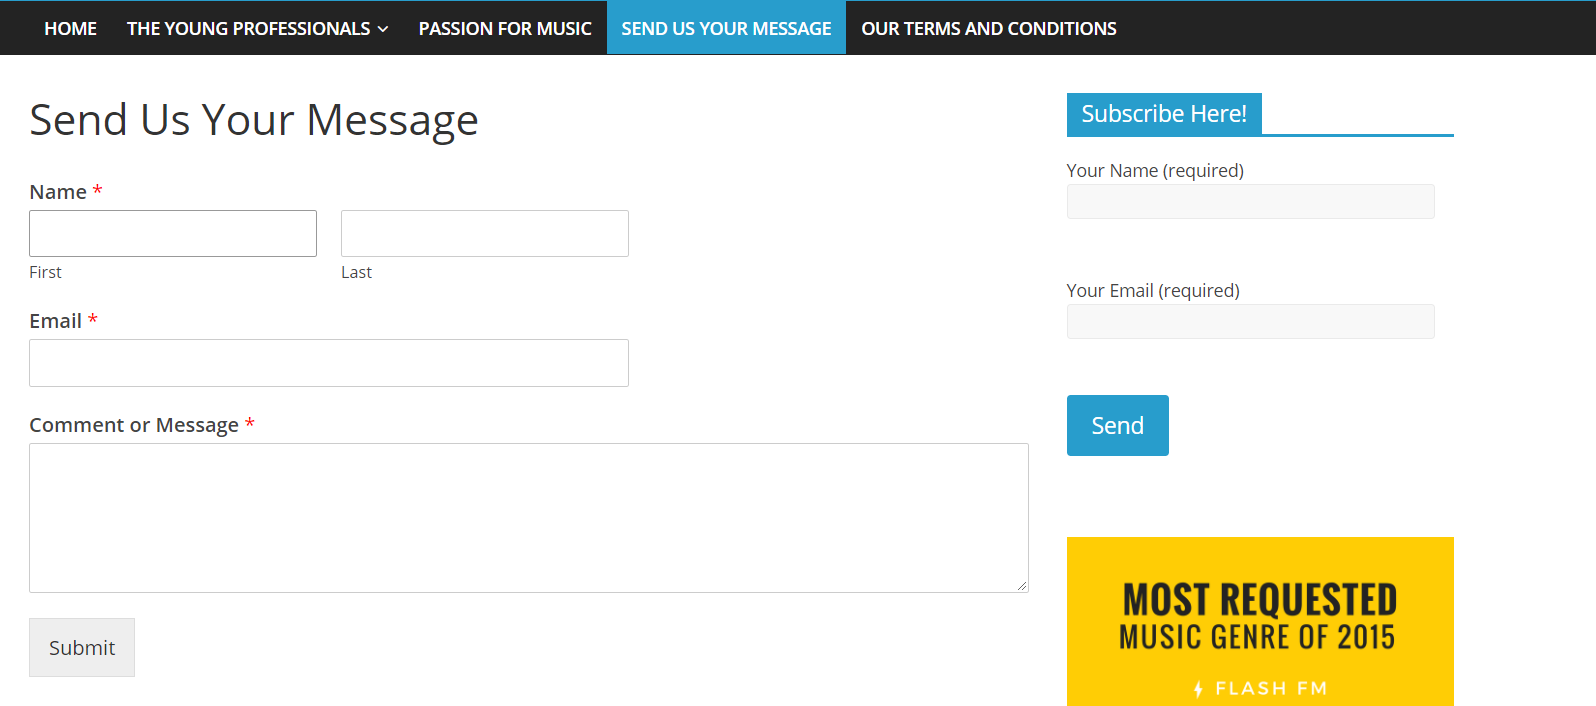 HOME THE YOUNG PROFESSIONALS PASSION FOR MUSIC SEND US YOUR MESSAGE OUR TERMS AND CONDITIONS
Send Us Your Message
Name *
First Last
Email *
Comment or Message *
Submit
Subscribe Here!
Your Name (required)
Your Email (required)
Send
MOST REQUESTED
MUSIC GENRE OF 2015
FLASH FM